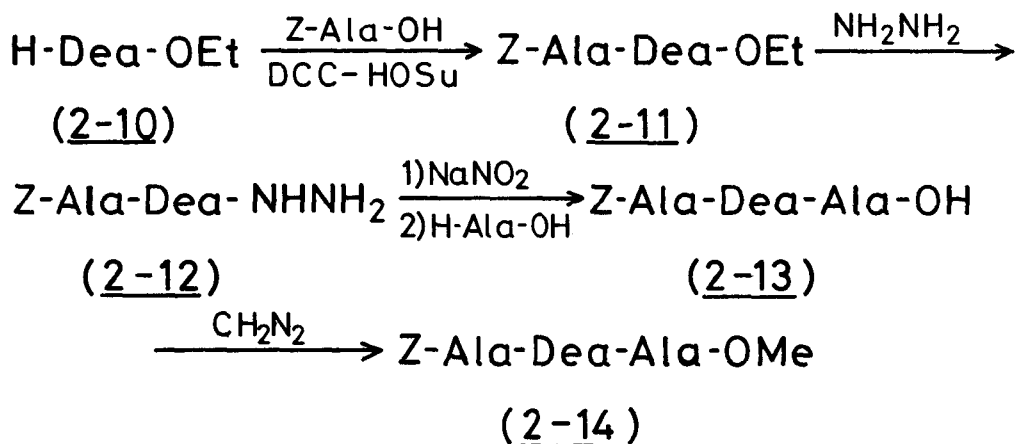 H-Dea-OEt Z-Ala-OH DCC-HOSu Z-Ala-Dea-OEt NH2NH2
(2-10) (2-11)
Z-Ala-Dea-NHNH2 1)NaNO2 2)H-Ala-OH Z-Ala-Dea-Ala-OH
(2-12) (2-13)
CH2N2 Z-Ala-Dea-Ala-OMe
(2-14)